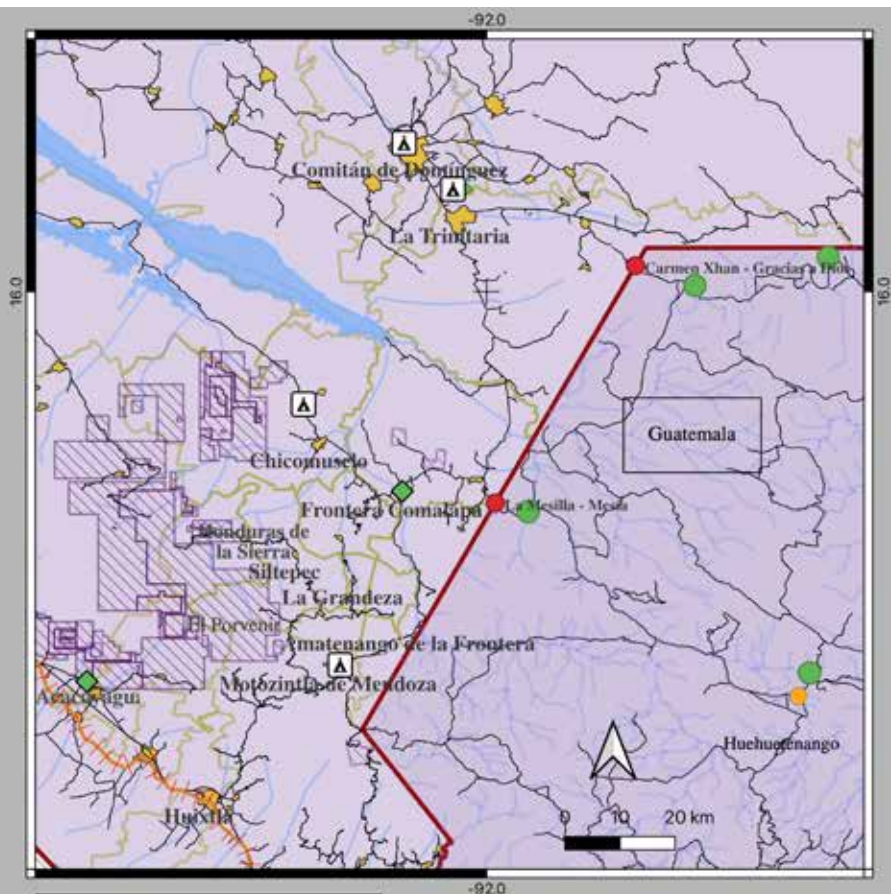 -92.0
Comitán de Domínguez
La Trinitaria
Carmen Xhan - Gracias a Dios
16.0
16.0
Guatemala
Chicomuselo
Frontera Comalapa
La Mesilla - Mesia
Honduras de
la Sierra
Siltepec
La Grandeza
El Porvenir
Amatenango de la Frontera
Motozintla de Mendoza
Acacoyagua
Huehuetenango
Huixtla
0 10 20 km
-92.0